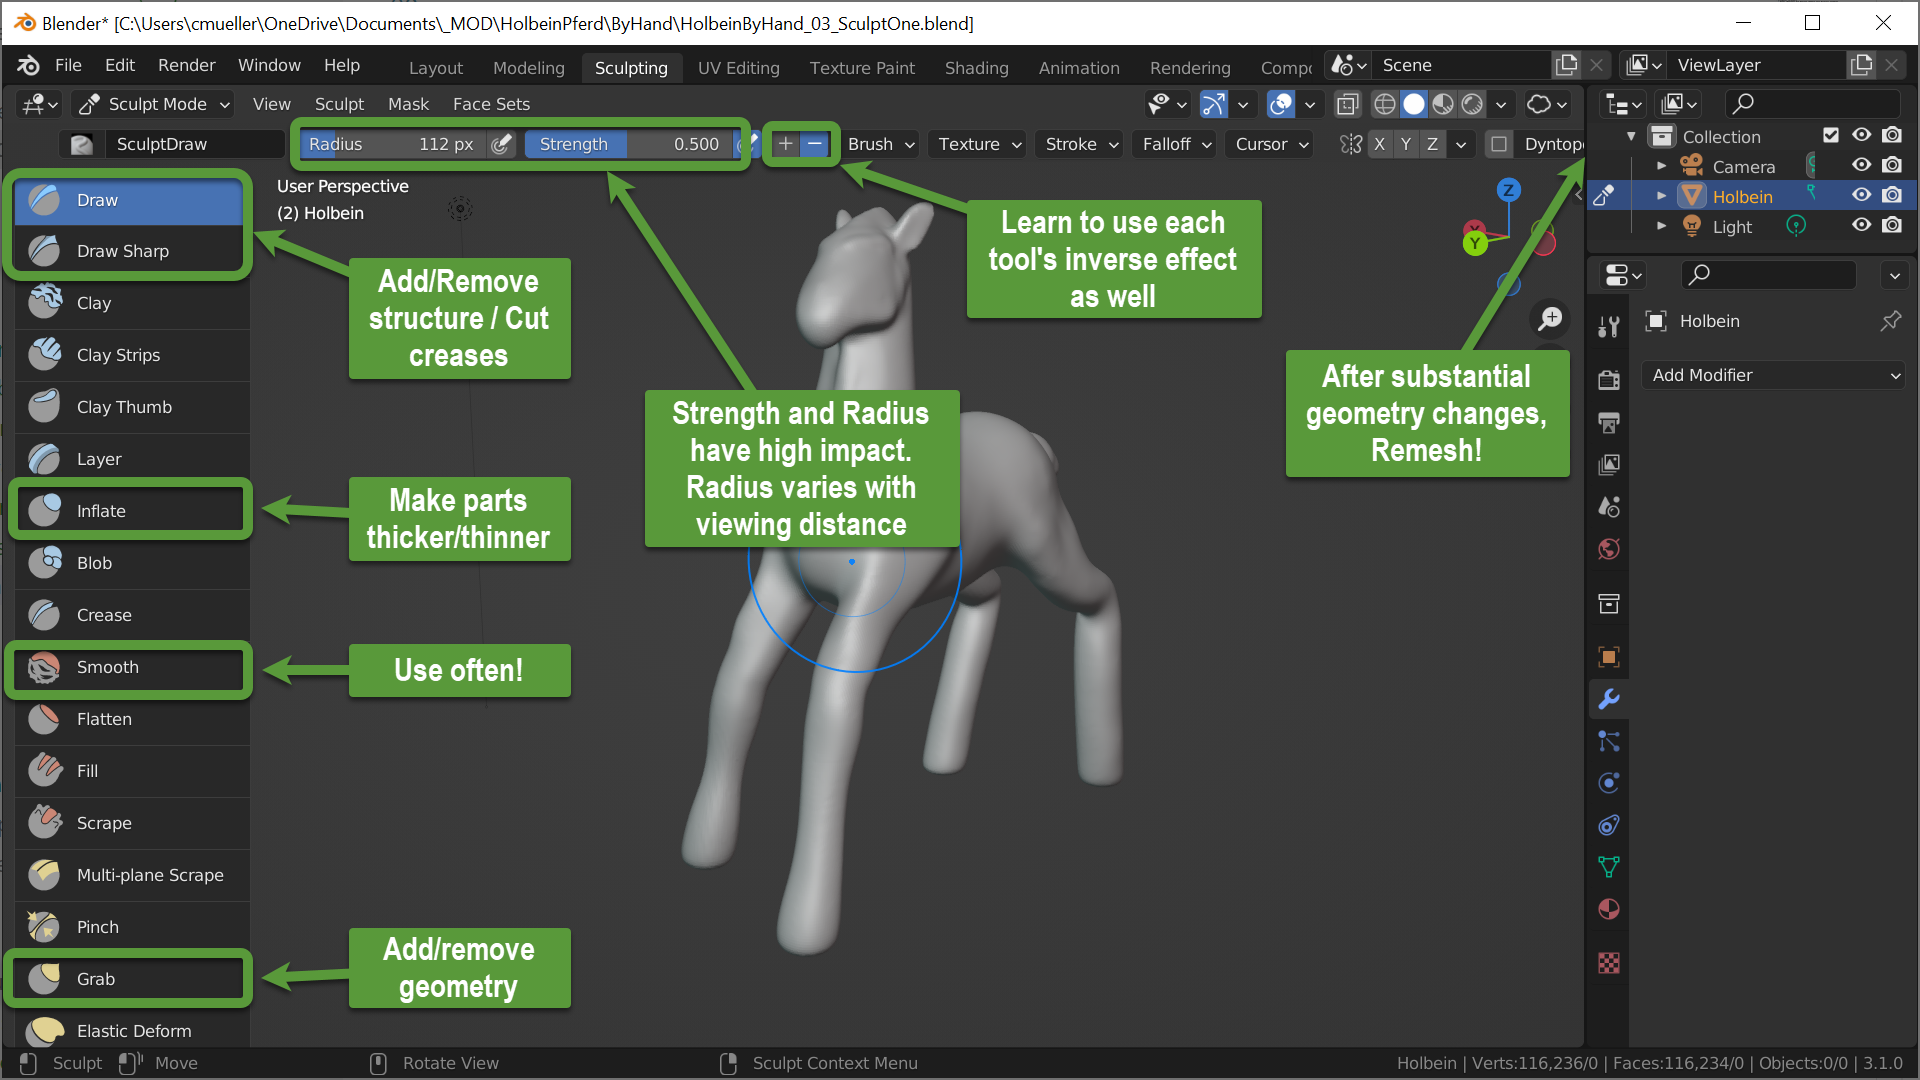 Blender* [C:\Users\cmueller\OneDrive\Documents\_MOD\HolbeinPferd\ByHand\HolbeinByHand_03_SculptOne.blend]
File Edit Render Window Help Layout Modeling Sculpting UV Editing Texture Paint Shading Animation Rendering Compo Scene ViewLayer
Sculpt Mode View Sculpt Mask Face Sets
SculptDraw Radius 112 px Strength 0.500 + − Brush Texture Stroke Falloff Cursor X Y Z Dyntopo
Collection
Camera
Holbein
Light
User Perspective
(2) Holbein
Draw
Draw Sharp
Clay
Clay Strips
Clay Thumb
Layer
Inflate
Blob
Crease
Smooth
Flatten
Fill
Scrape
Multi-plane Scrape
Pinch
Grab
Elastic Deform
Add/Remove
structure / Cut
creases
Make parts
thicker/thinner
Use often!
Add/remove
geometry
Strength and Radius
have high impact.
Radius varies with
viewing distance
Learn to use each
tool's inverse effect
as well
Z
X
Y
After substantial
geometry changes,
Remesh!
Holbein
Add Modifier
Sculpt Move Rotate View Sculpt Context Menu Holbein | Verts:116,236/0 | Faces:116,234/0 | Objects:0/0 | 3.1.0